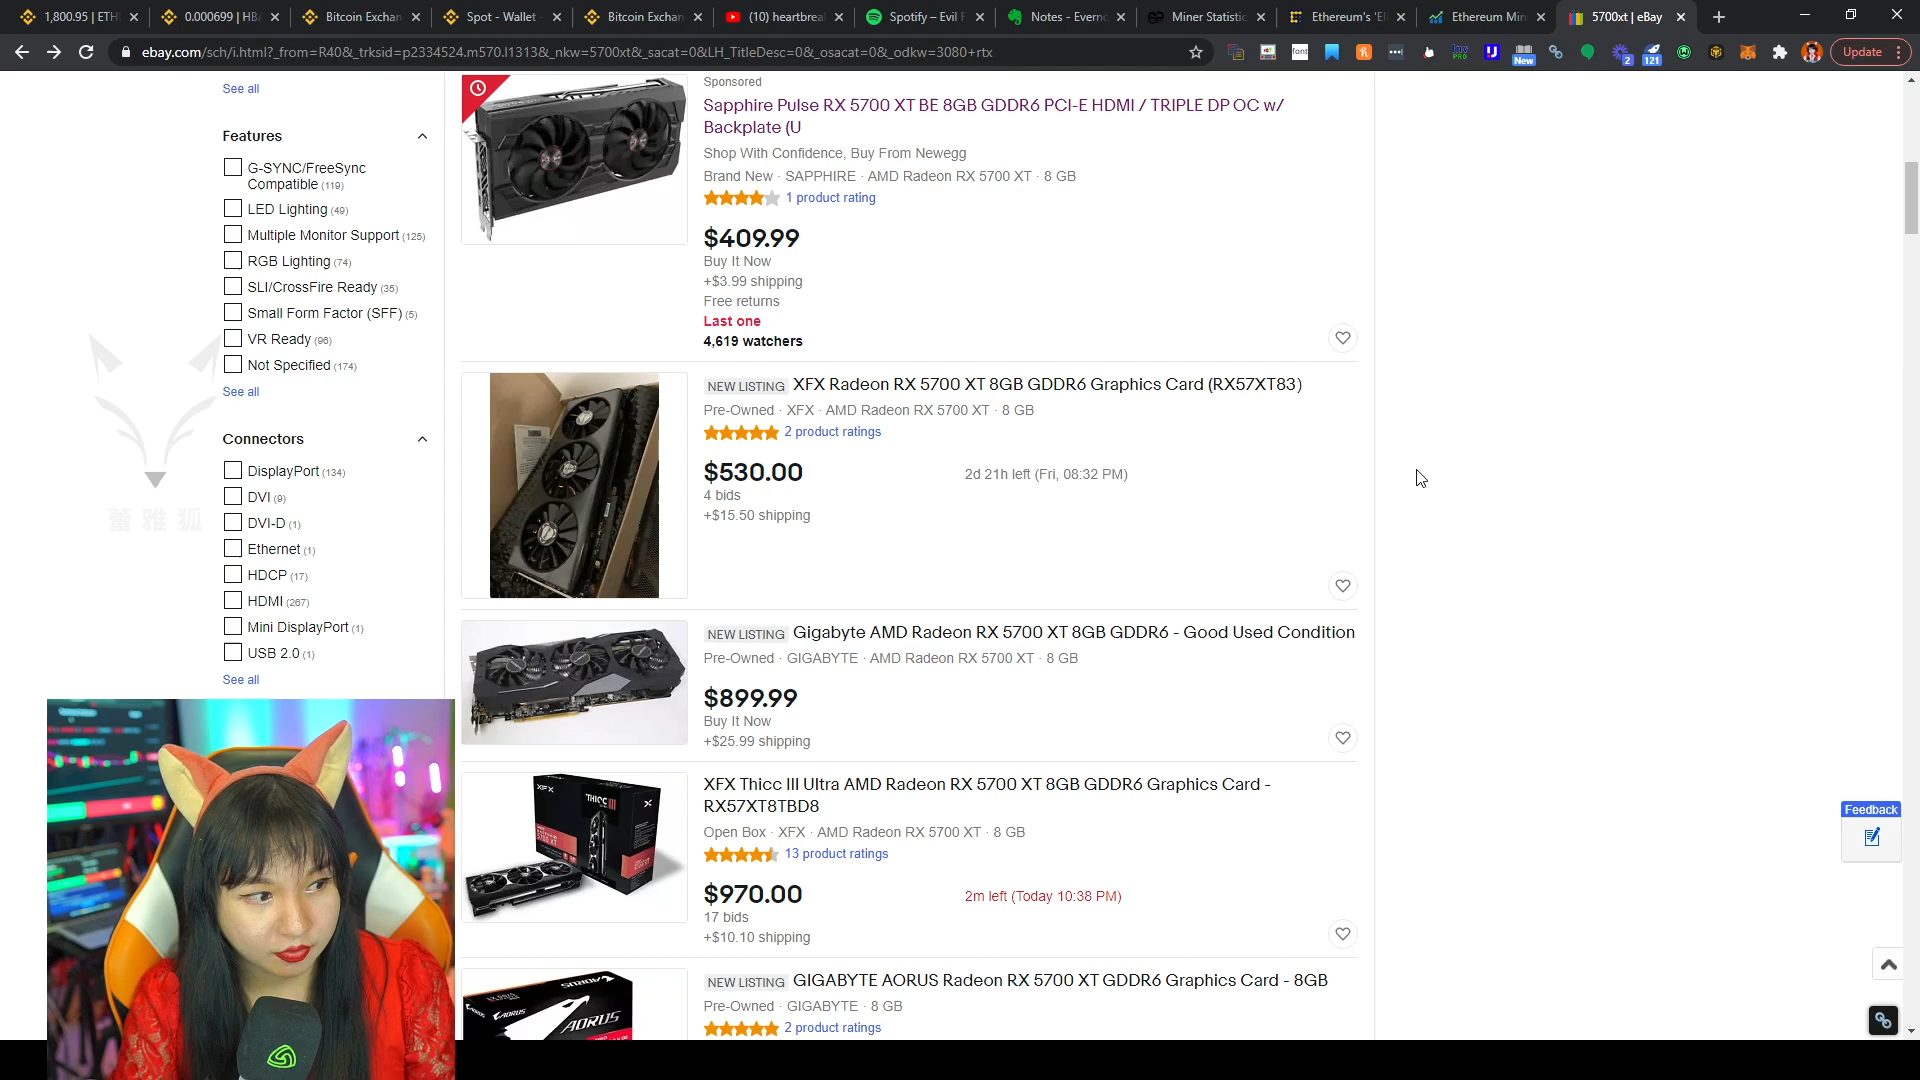 1,800.95 | ETH
0.000699 | HB
Bitcoin Exchan
Spot - Wallet -
Bitcoin Exchan
(10) heartbrea
Spotify – Evil F
Notes - Everno
Miner Statistic
Ethereum's 'El
Ethereum Min
5700xt | eBay
ebay.com/sch/i.html?_from=R40&_trksid=p2334524.m570.l1313&_nkw=5700xt&_sacat=0&LH_TitleDesc=0&_osacat=0&_odkw=3080+rtx
font
New
2
121
Update
See all
Features
G-SYNC/FreeSync
Compatible (119)
LED Lighting (49)
Multiple Monitor Support (125)
RGB Lighting (74)
SLI/CrossFire Ready (35)
Small Form Factor (SFF) (5)
VR Ready (96)
Not Specified (174)
See all
Connectors
DisplayPort (134)
DVI (9)
DVI-D (1)
Ethernet (1)
HDCP (17)
HDMI (267)
Mini DisplayPort (1)
USB 2.0 (1)
See all
蕾雅狐
Sponsored
Sapphire Pulse RX 5700 XT BE 8GB GDDR6 PCI-E HDMI / TRIPLE DP OC w/
Backplate (U
Shop With Confidence, Buy From Newegg
Brand New · SAPPHIRE · AMD Radeon RX 5700 XT · 8 GB
1 product rating
$409.99
Buy It Now
+$3.99 shipping
Free returns
Last one
4,619 watchers
NEW LISTING XFX Radeon RX 5700 XT 8GB GDDR6 Graphics Card (RX57XT83)
Pre-Owned · XFX · AMD Radeon RX 5700 XT · 8 GB
2 product ratings
$530.00
2d 21h left (Fri, 08:32 PM)
4 bids
+$15.50 shipping
NEW LISTING Gigabyte AMD Radeon RX 5700 XT 8GB GDDR6 - Good Used Condition
Pre-Owned · GIGABYTE · AMD Radeon RX 5700 XT · 8 GB
$899.99
Buy It Now
+$25.99 shipping
XFX
THICC III
XFX Thicc III Ultra AMD Radeon RX 5700 XT 8GB GDDR6 Graphics Card -
RX57XT8TBD8
Open Box · XFX · AMD Radeon RX 5700 XT · 8 GB
13 product ratings
$970.00
2m left (Today 10:38 PM)
17 bids
+$10.10 shipping
AORUS
AORUS
NEW LISTING GIGABYTE AORUS Radeon RX 5700 XT GDDR6 Graphics Card - 8GB
Pre-Owned · GIGABYTE · 8 GB
2 product ratings
Feedback